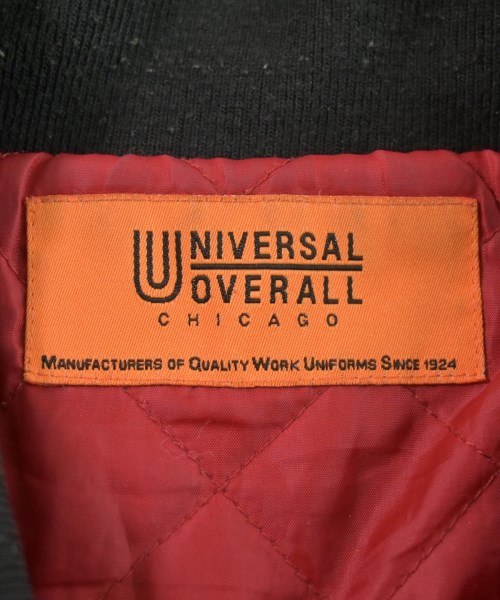 UNIVERSAL
OVERALL
CHICAGO
MANUFACTURERS OF QUALITY WORK UNIFORMS SINCE 1924